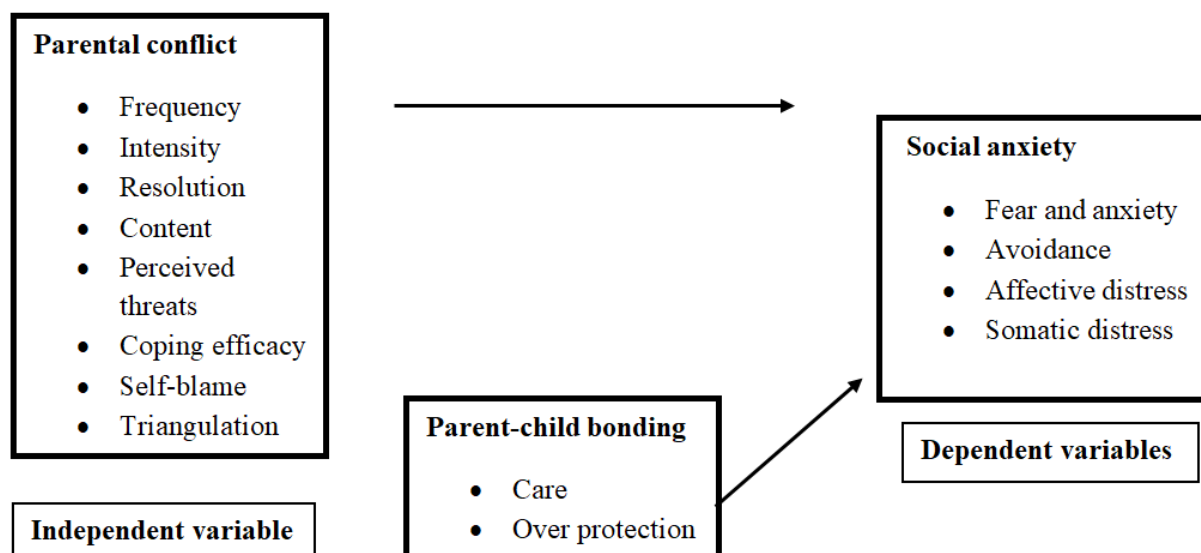 Parental conflict
• Frequency
• Intensity
• Resolution
• Content
• Perceived
threats
• Coping efficacy
• Self-blame
• Triangulation
Independent variable
Parent-child bonding
• Care
• Over protection
Social anxiety
• Fear and anxiety
• Avoidance
• Affective distress
• Somatic distress
Dependent variables